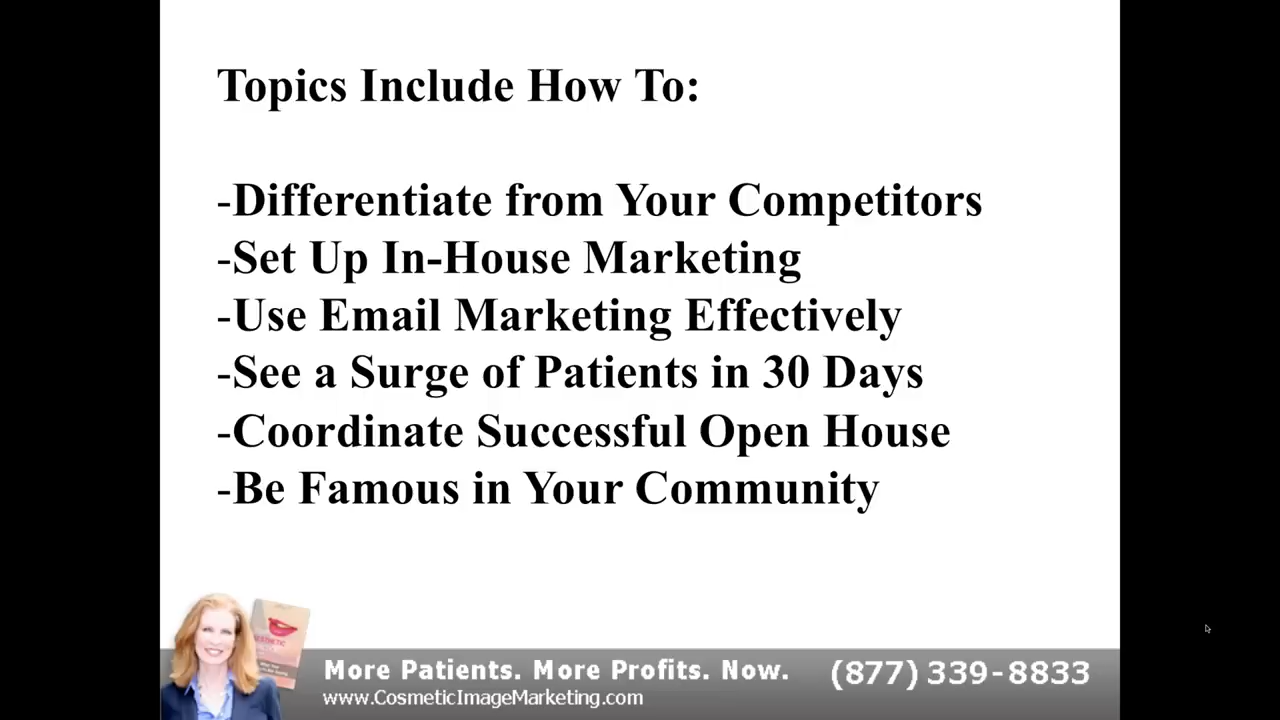 Topics Include How To:
-Differentiate from Your Competitors
-Set Up In-House Marketing
-Use Email Marketing Effectively
-See a Surge of Patients in 30 Days
-Coordinate Successful Open House
-Be Famous in Your Community
More Patients. More Profits. Now.
(877) 339-8833
www.CosmeticImageMarketing.com